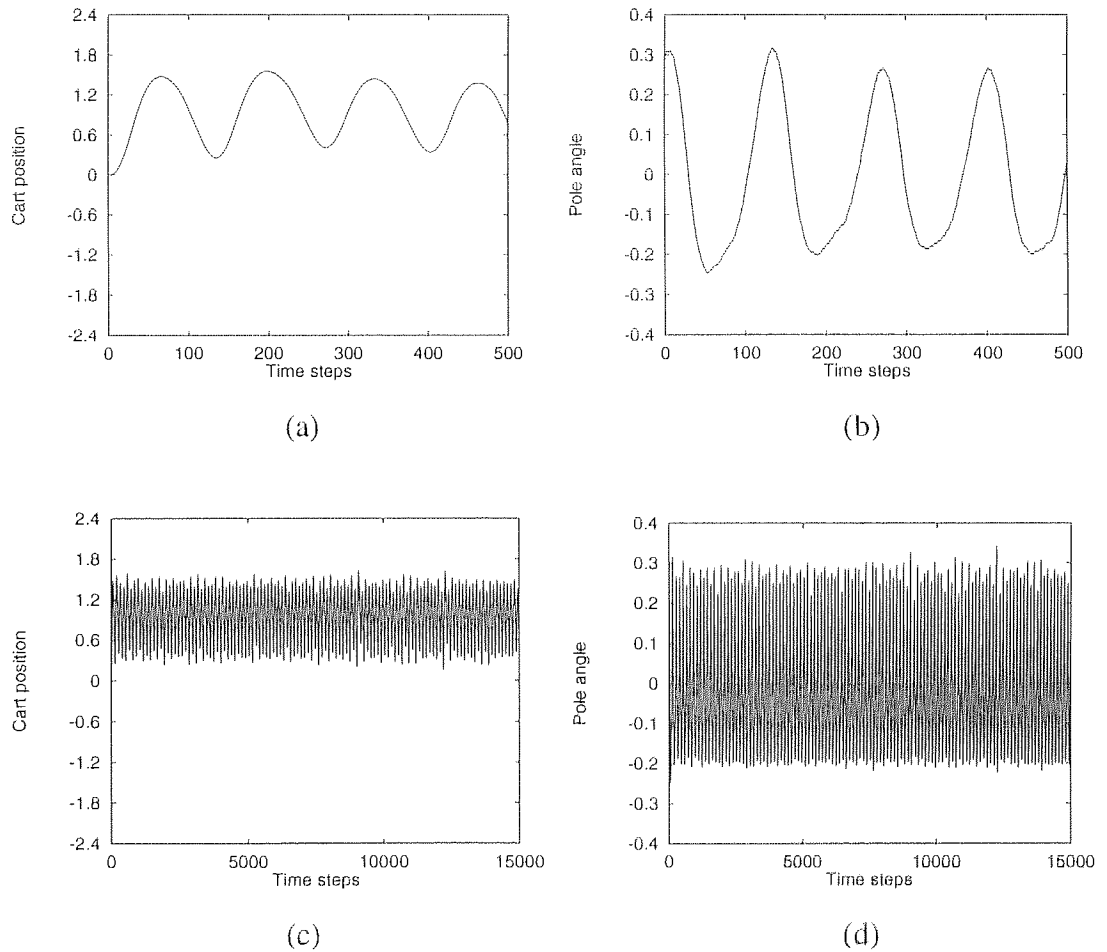 2.4
1.8
1.2
0.6
0
-0.6
-1.2
-1.8
-2.4
Cart position
0 100 200 300 400 500
Time steps
(a)
0.4
0.3
0.2
0.1
0
-0.1
-0.2
-0.3
-0.4
Pole angle
0 100 200 300 400 500
Time steps
(b)
2.4
1.8
1.2
0.6
0
-0.6
-1.2
-1.8
-2.4
Cart position
0 5000 10000 15000
Time steps
(c)
0.4
0.3
0.2
0.1
0
-0.1
-0.2
-0.3
-0.4
Pole angle
0 5000 10000 15000
Time steps
(d)